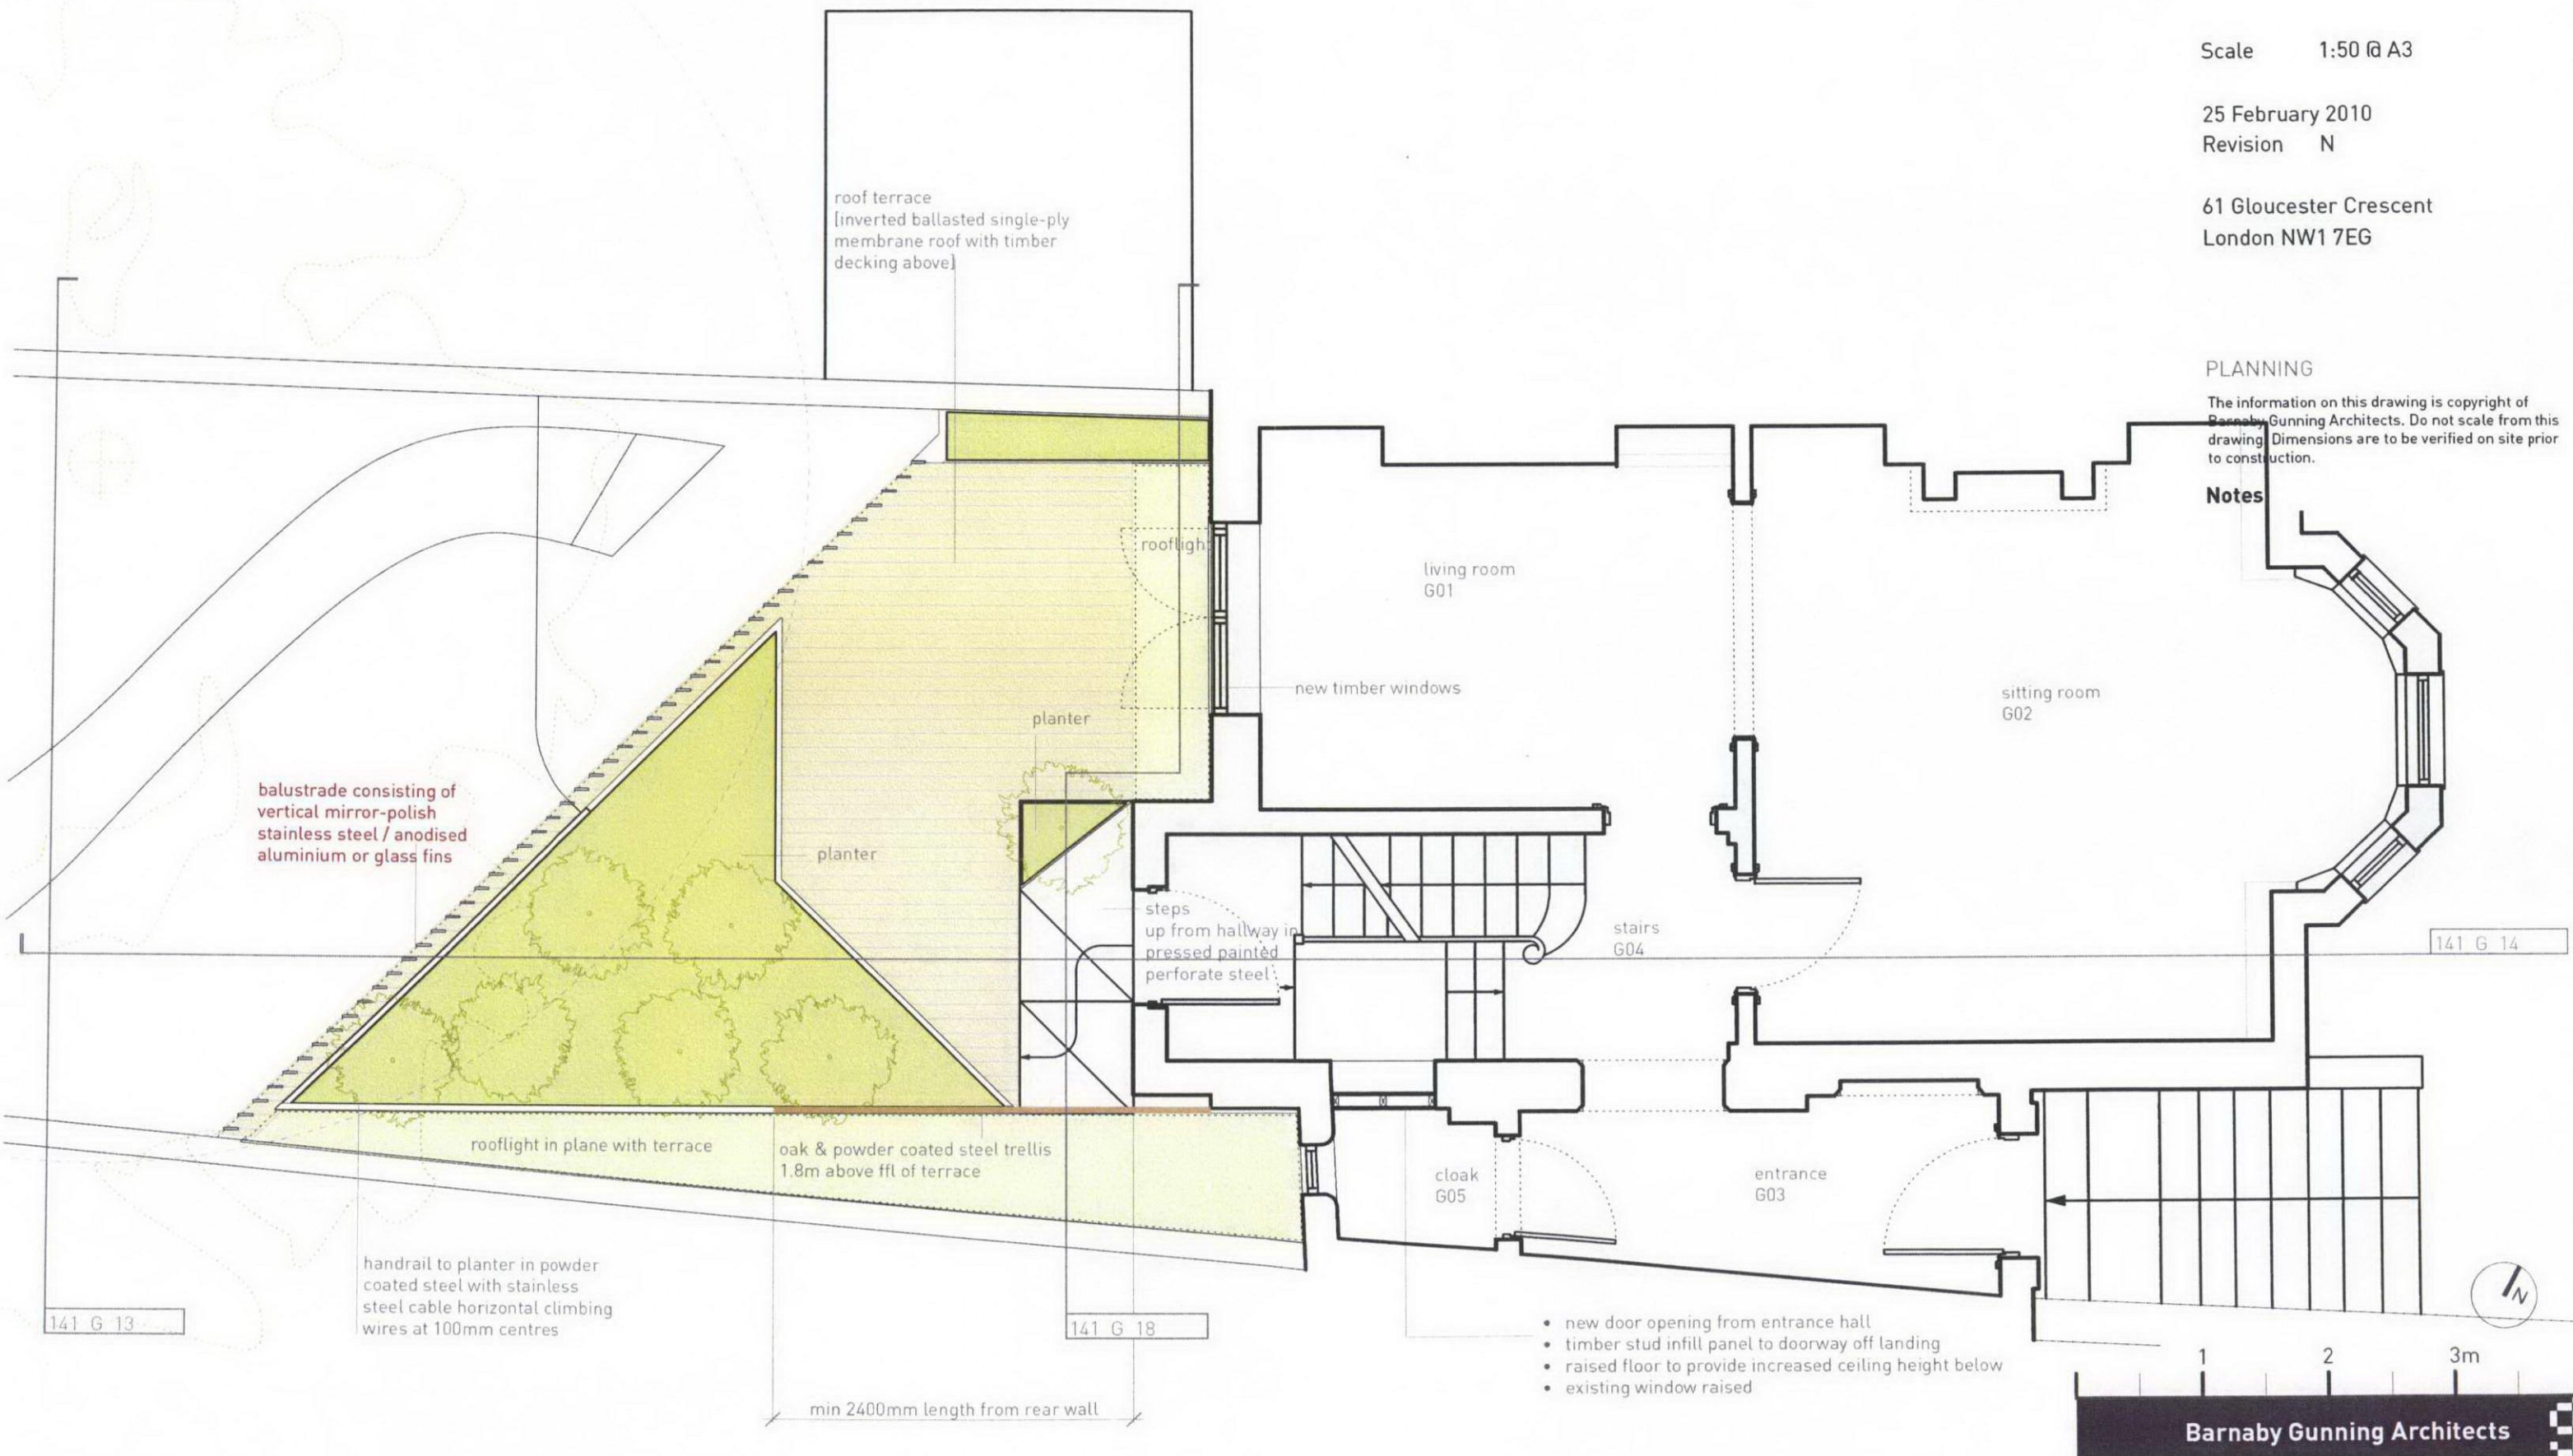 Scale 1:50 @ A3
25 February 2010
Revision N
61 Gloucester Crescent
London NW1 7EG
PLANNING
The information on this drawing is copyright of
Barnaby Gunning Architects. Do not scale from this
drawing. Dimensions are to be verified on site prior
to construction.
Notes
roof terrace
[inverted ballasted single-ply
membrane roof with timber
decking above]
rooflight
living room
G01
new timber windows
sitting room
G02
planter
balustrade consisting of
vertical mirror-polish
stainless steel / anodised
aluminium or glass fins
planter
steps
up from hallway in
pressed painted
perforate steel
stairs
G04
141 G 14
rooflight in plane with terrace
oak & powder coated steel trellis
1.8m above ffl of terrace
cloak
G05
entrance
G03
handrail to planter in powder
coated steel with stainless
steel cable horizontal climbing
wires at 100mm centres
141 G 13
141 G 18
• new door opening from entrance hall
• timber stud infill panel to doorway off landing
• raised floor to provide increased ceiling height below
• existing window raised
min 2400mm length from rear wall
N
1 2 3m
Barnaby Gunning Architects